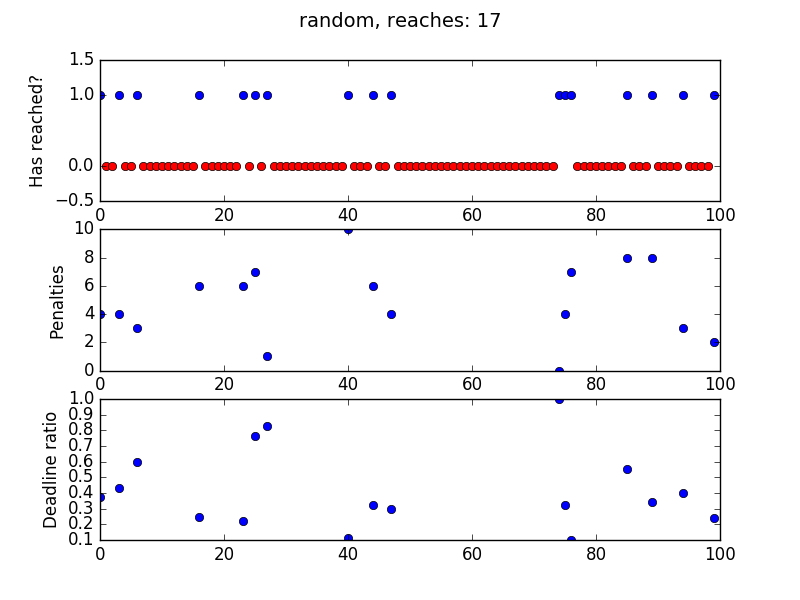 random, reaches: 17
1.5
1.0
0.0
−0.5
Has reached?
0 20 40 60 80 100
10
8
6
4
2
0
Penalties
0 20 40 60 80 100
1.0
0.9
0.8
0.7
0.6
0.5
0.4
0.3
0.2
0.1
Deadline ratio
0 20 40 60 80 100